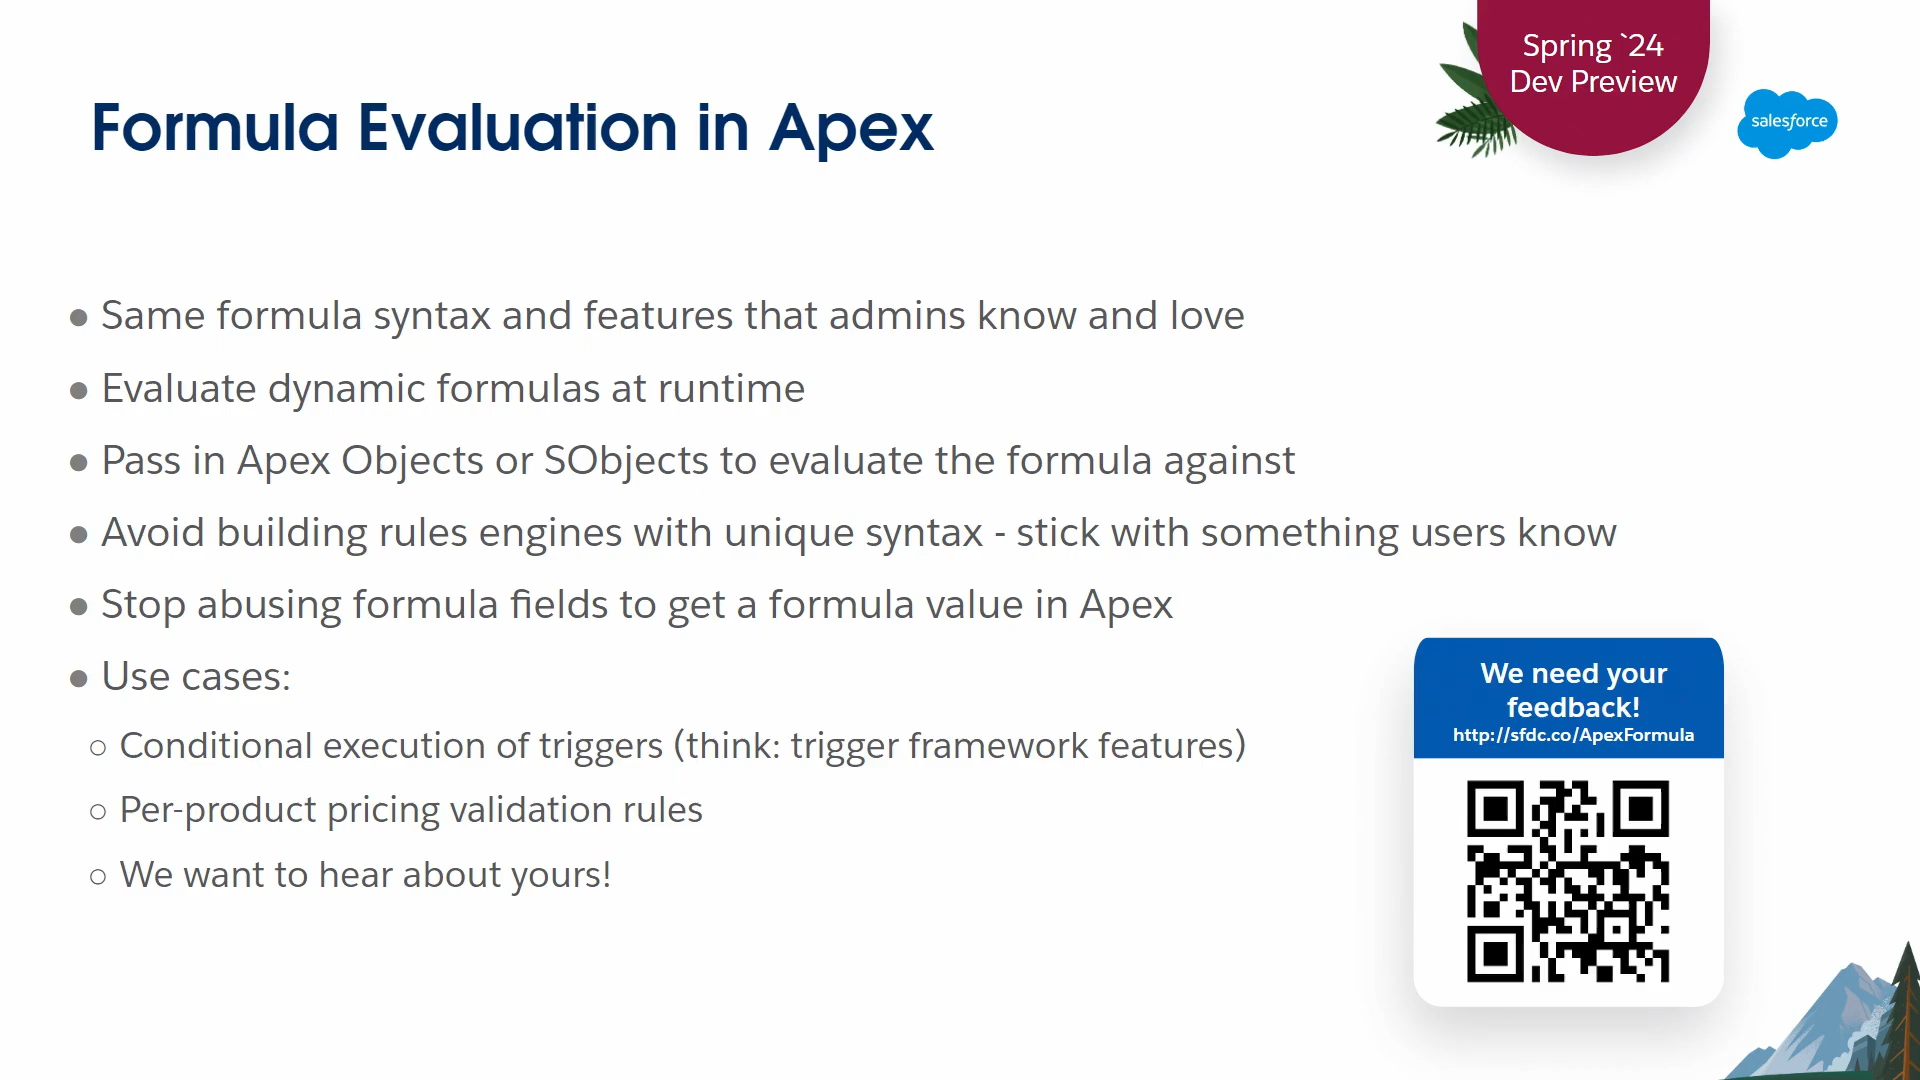 Spring `24
Dev Preview
salesforce
Formula Evaluation in Apex
● Same formula syntax and features that admins know and love
● Evaluate dynamic formulas at runtime
● Pass in Apex Objects or SObjects to evaluate the formula against
● Avoid building rules engines with unique syntax - stick with something users know
● Stop abusing formula fields to get a formula value in Apex
● Use cases:
○ Conditional execution of triggers (think: trigger framework features)
○ Per-product pricing validation rules
○ We want to hear about yours!
We need your
feedback!
http://sfdc.co/ApexFormula